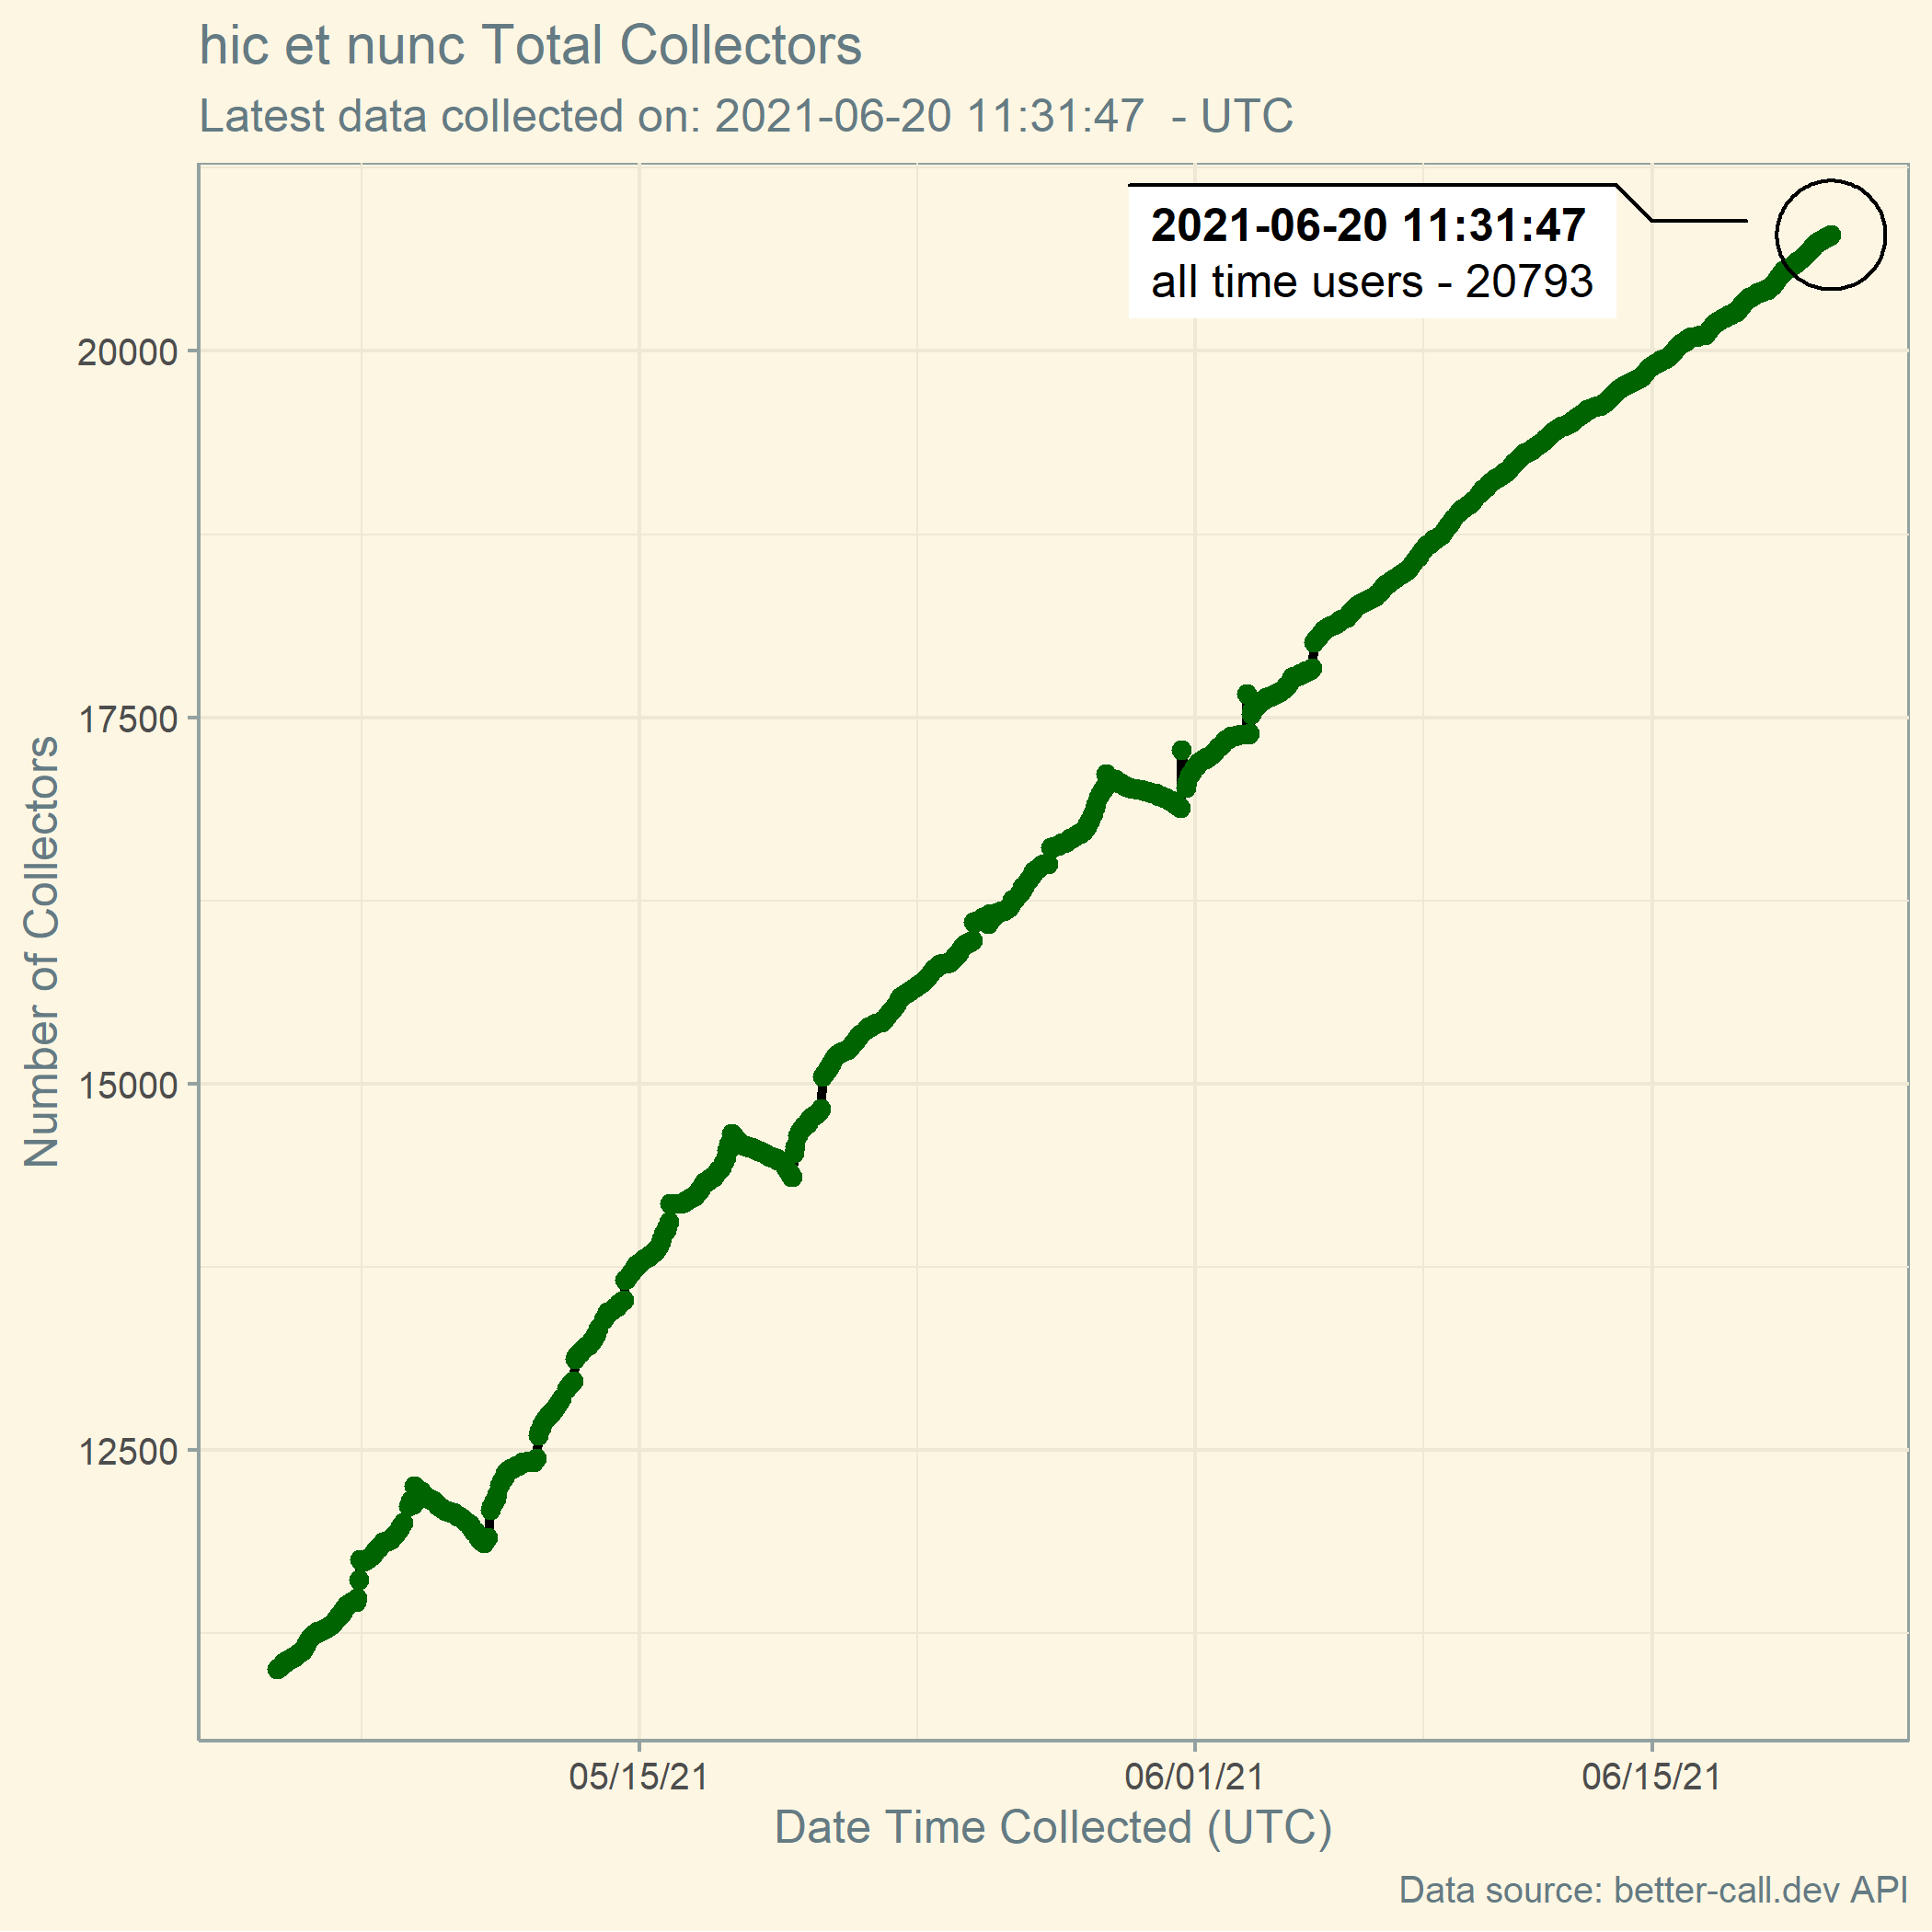 hic et nunc Total Collectors
Latest data collected on: 2021-06-20 11:31:47  - UTC
2021-06-20 11:31:47
all time users - 20793
20000
17500
15000
12500
Number of Collectors
05/15/21
06/01/21
06/15/21
Date Time Collected (UTC)
Data source: better-call.dev API